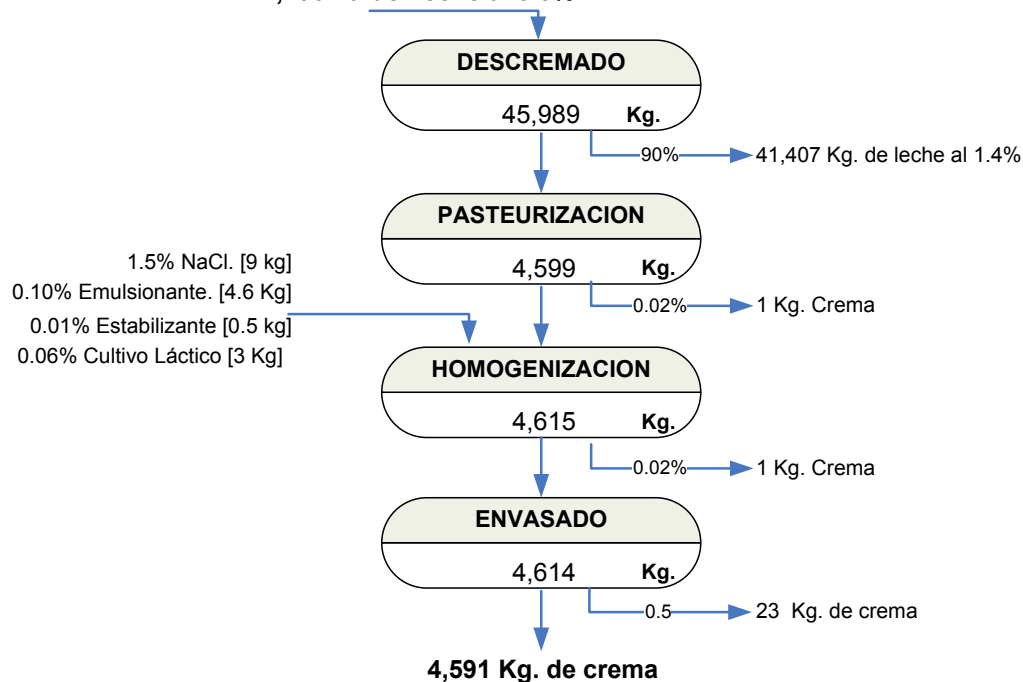 DESCREMADO
45,989 Kg.
90%
41,407 Kg. de leche al 1.4%
PASTEURIZACION
4,599 Kg.
0.02%
1 Kg. Crema
1.5% NaCl. [9 kg]
0.10% Emulsionante. [4.6 Kg]
0.01% Estabilizante [0.5 kg]
0.06% Cultivo Láctico [3 Kg]
HOMOGENIZACION
4,615 Kg.
0.02%
1 Kg. Crema
ENVASADO
4,614 Kg.
0.5
23 Kg. de crema
4,591 Kg. de crema